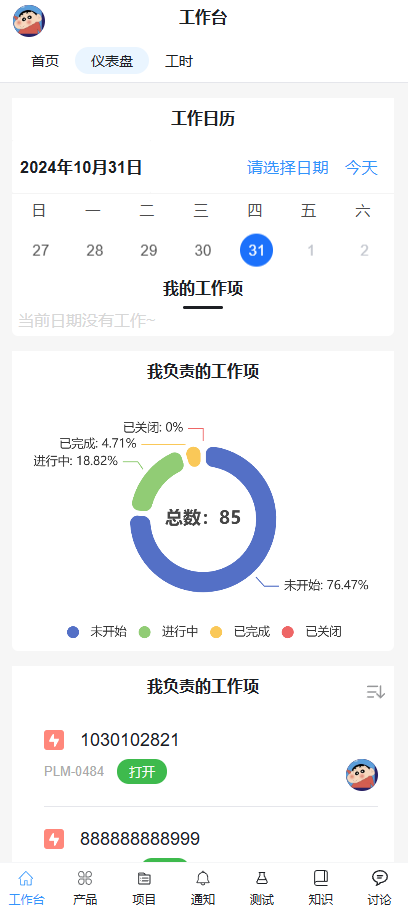 工作台
首页 仪表盘 工时
工作日历
2024年10月31日 请选择日期 今天
日 一 二 三 四 五 六
27 28 29 30 31 1 2
我的工作项
当前日期没有工作~
我负责的工作项
已关闭: 0%
已完成: 4.71%
进行中: 18.82%
总数：85
未开始: 76.47%
未开始 进行中 已完成 已关闭
我负责的工作项
1030102821
PLM-0484 打开
888888888999
工作台 产品 项目 通知 测试 知识 讨论